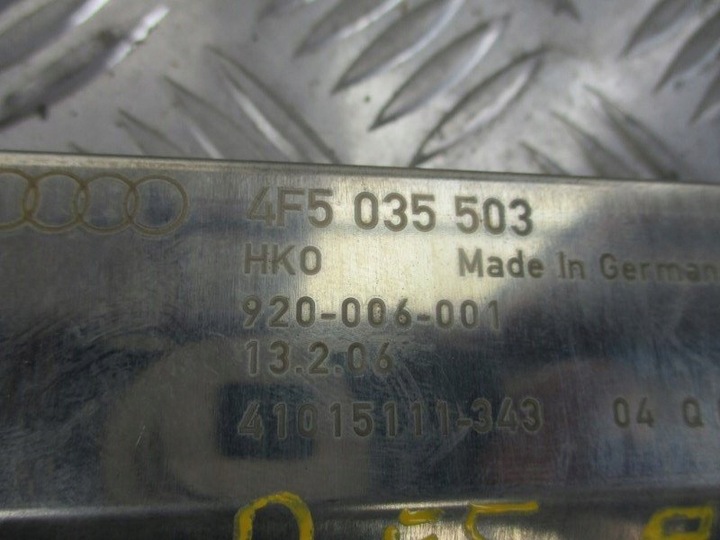 4F5 035 503
HKO Made In German
920-006-001
13.2.06
41015111-343 04 Q